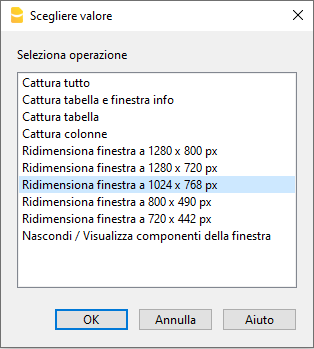 Scegliere valore
Seleziona operazione
Cattura tutto
Cattura tabella e finestra info
Cattura tabella
Cattura colonne
Ridimensiona finestra a 1280 x 800 px
Ridimensiona finestra a 1280 x 720 px
Ridimensiona finestra a 1024 x 768 px
Ridimensiona finestra a 800 x 490 px
Ridimensiona finestra a 720 x 442 px
Nascondi / Visualizza componenti della finestra
OK
Annulla
Aiuto